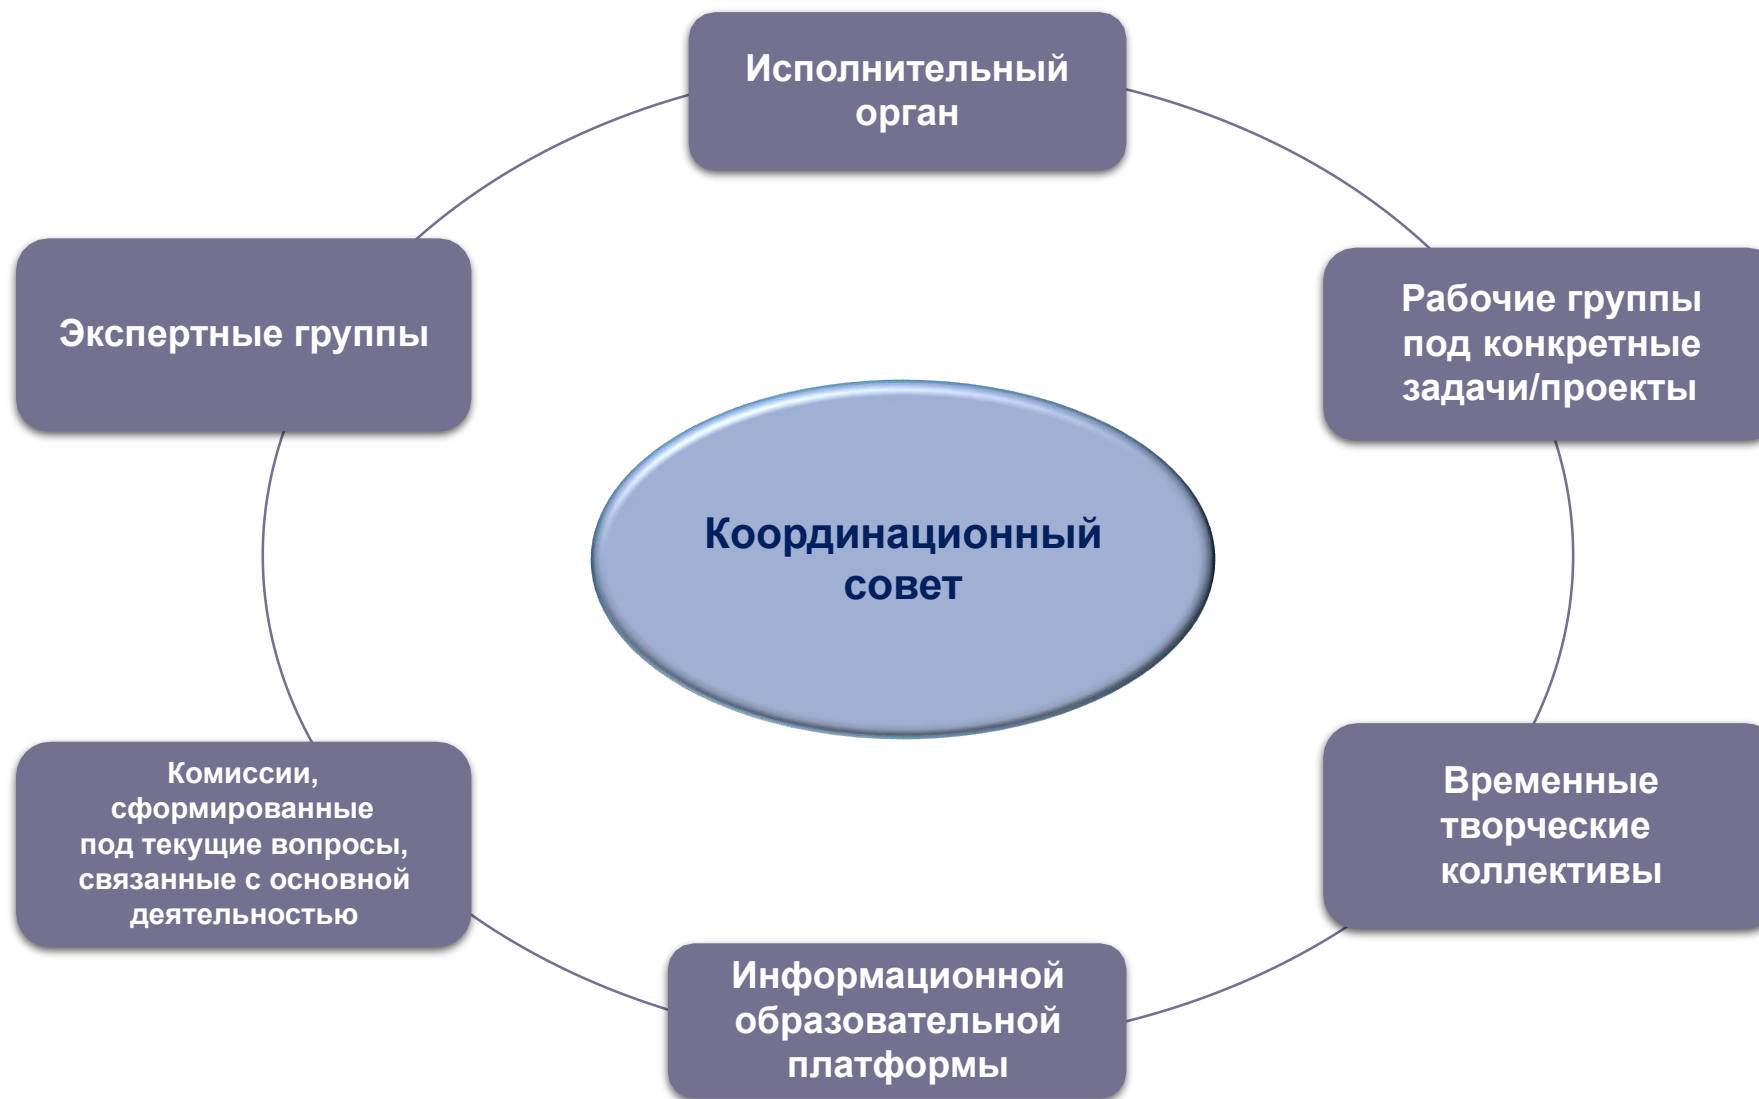 Исполнительный
орган
Экспертные группы
Рабочие группы
под конкретные
задачи/проекты
Координационный
совет
Комиссии,
сформированные
под текущие вопросы,
связанные с основной
деятельностью
Временные
творческие
коллективы
Информационной
образовательной
платформы